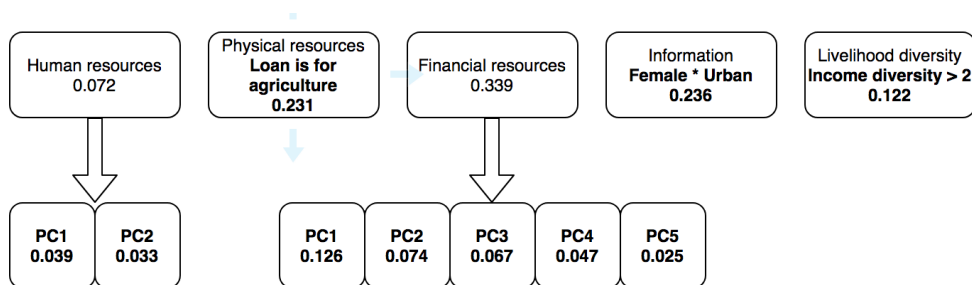 Human resources
0.072
Physical resources
Loan is for
agriculture
0.231
Financial resources
0.339
Information
Female * Urban
0.236
Livelihood diversity
Income diversity > 2
0.122
PC1
0.039
PC2
0.033
PC1
0.126
PC2
0.074
PC3
0.067
PC4
0.047
PC5
0.025